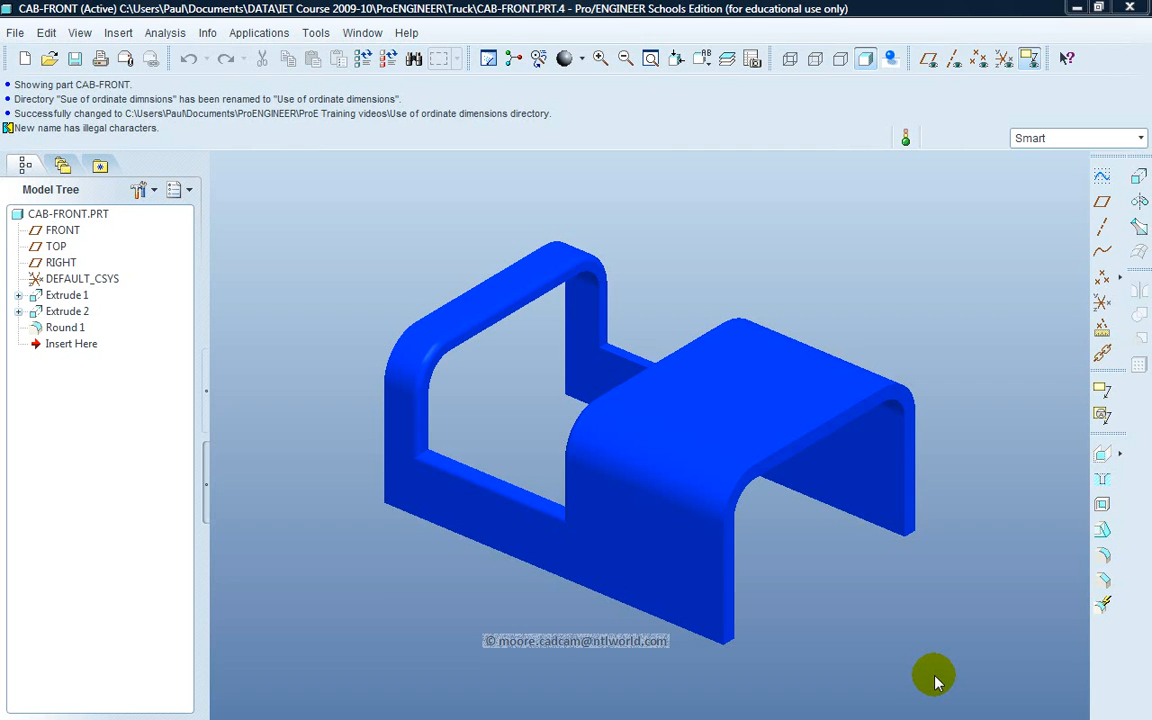 CAB-FRONT (Active) C:\Users\Paul\Documents\DATA\JET Course 2009-10\ProENGINEER\Truck\CAB-FRONT.PRT.4 - Pro/ENGINEER Schools Edition (for educational use only)
File Edit View Insert Analysis Info Applications Tools Window Help
Showing part CAB-FRONT.
Directory "Sue of ordinate dimnsions" has been renamed to "Use of ordinate dimensions".
Successfully changed to C:\Users\Paul\Documents\ProENGINEER\ProE Training videos\Use of ordinate dimensions directory.
New name has illegal characters.
Smart
Model Tree
CAB-FRONT.PRT
FRONT
TOP
RIGHT
DEFAULT_CSYS
Extrude 1
Extrude 2
Round 1
Insert Here
© moore.cadcam@ntlworld.com